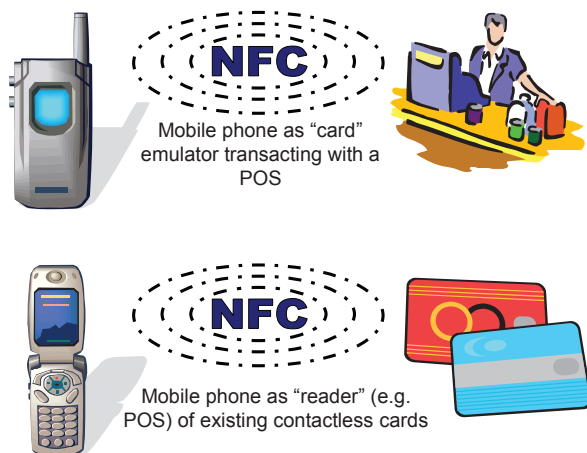 NFC
Mobile phone as “card”
emulator transacting with a
POS
NFC
Mobile phone as “reader” (e.g.
POS) of existing contactless cards